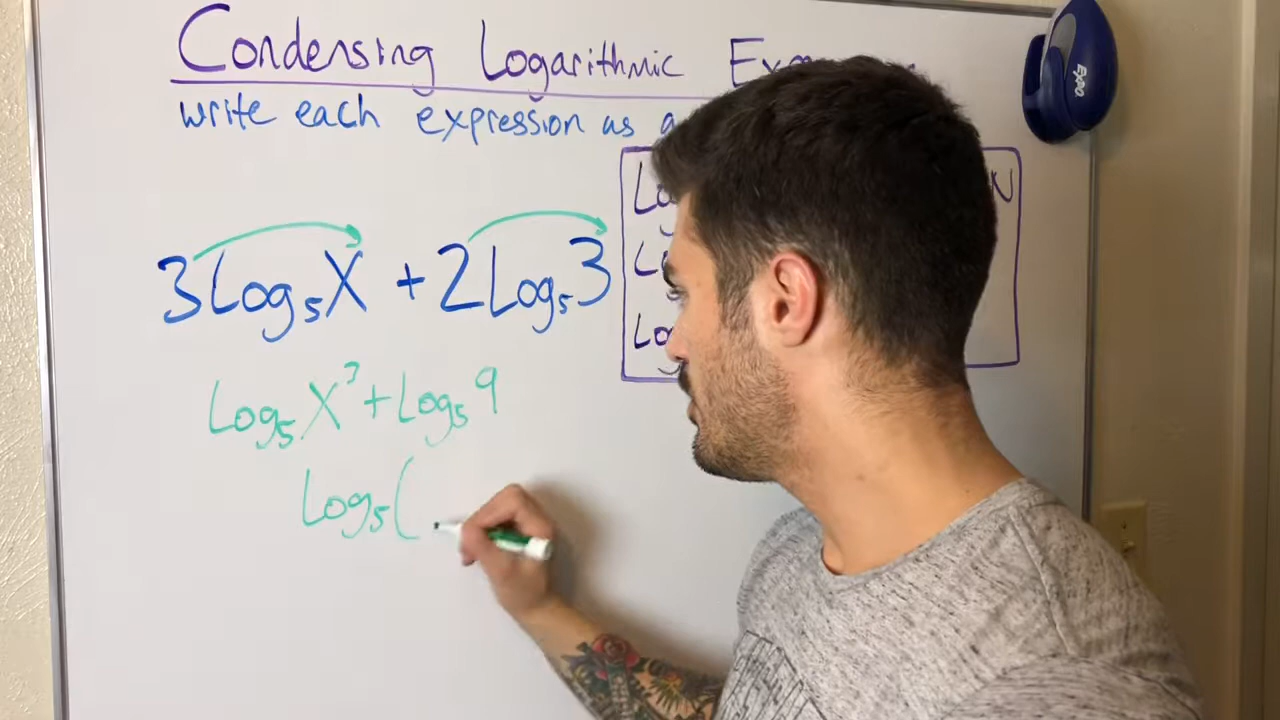 Condensing Logarithmic
write each expression as a
3Log₅X + 2Log₅3
Log₅X³ + Log₅9
Log₅(
Expo